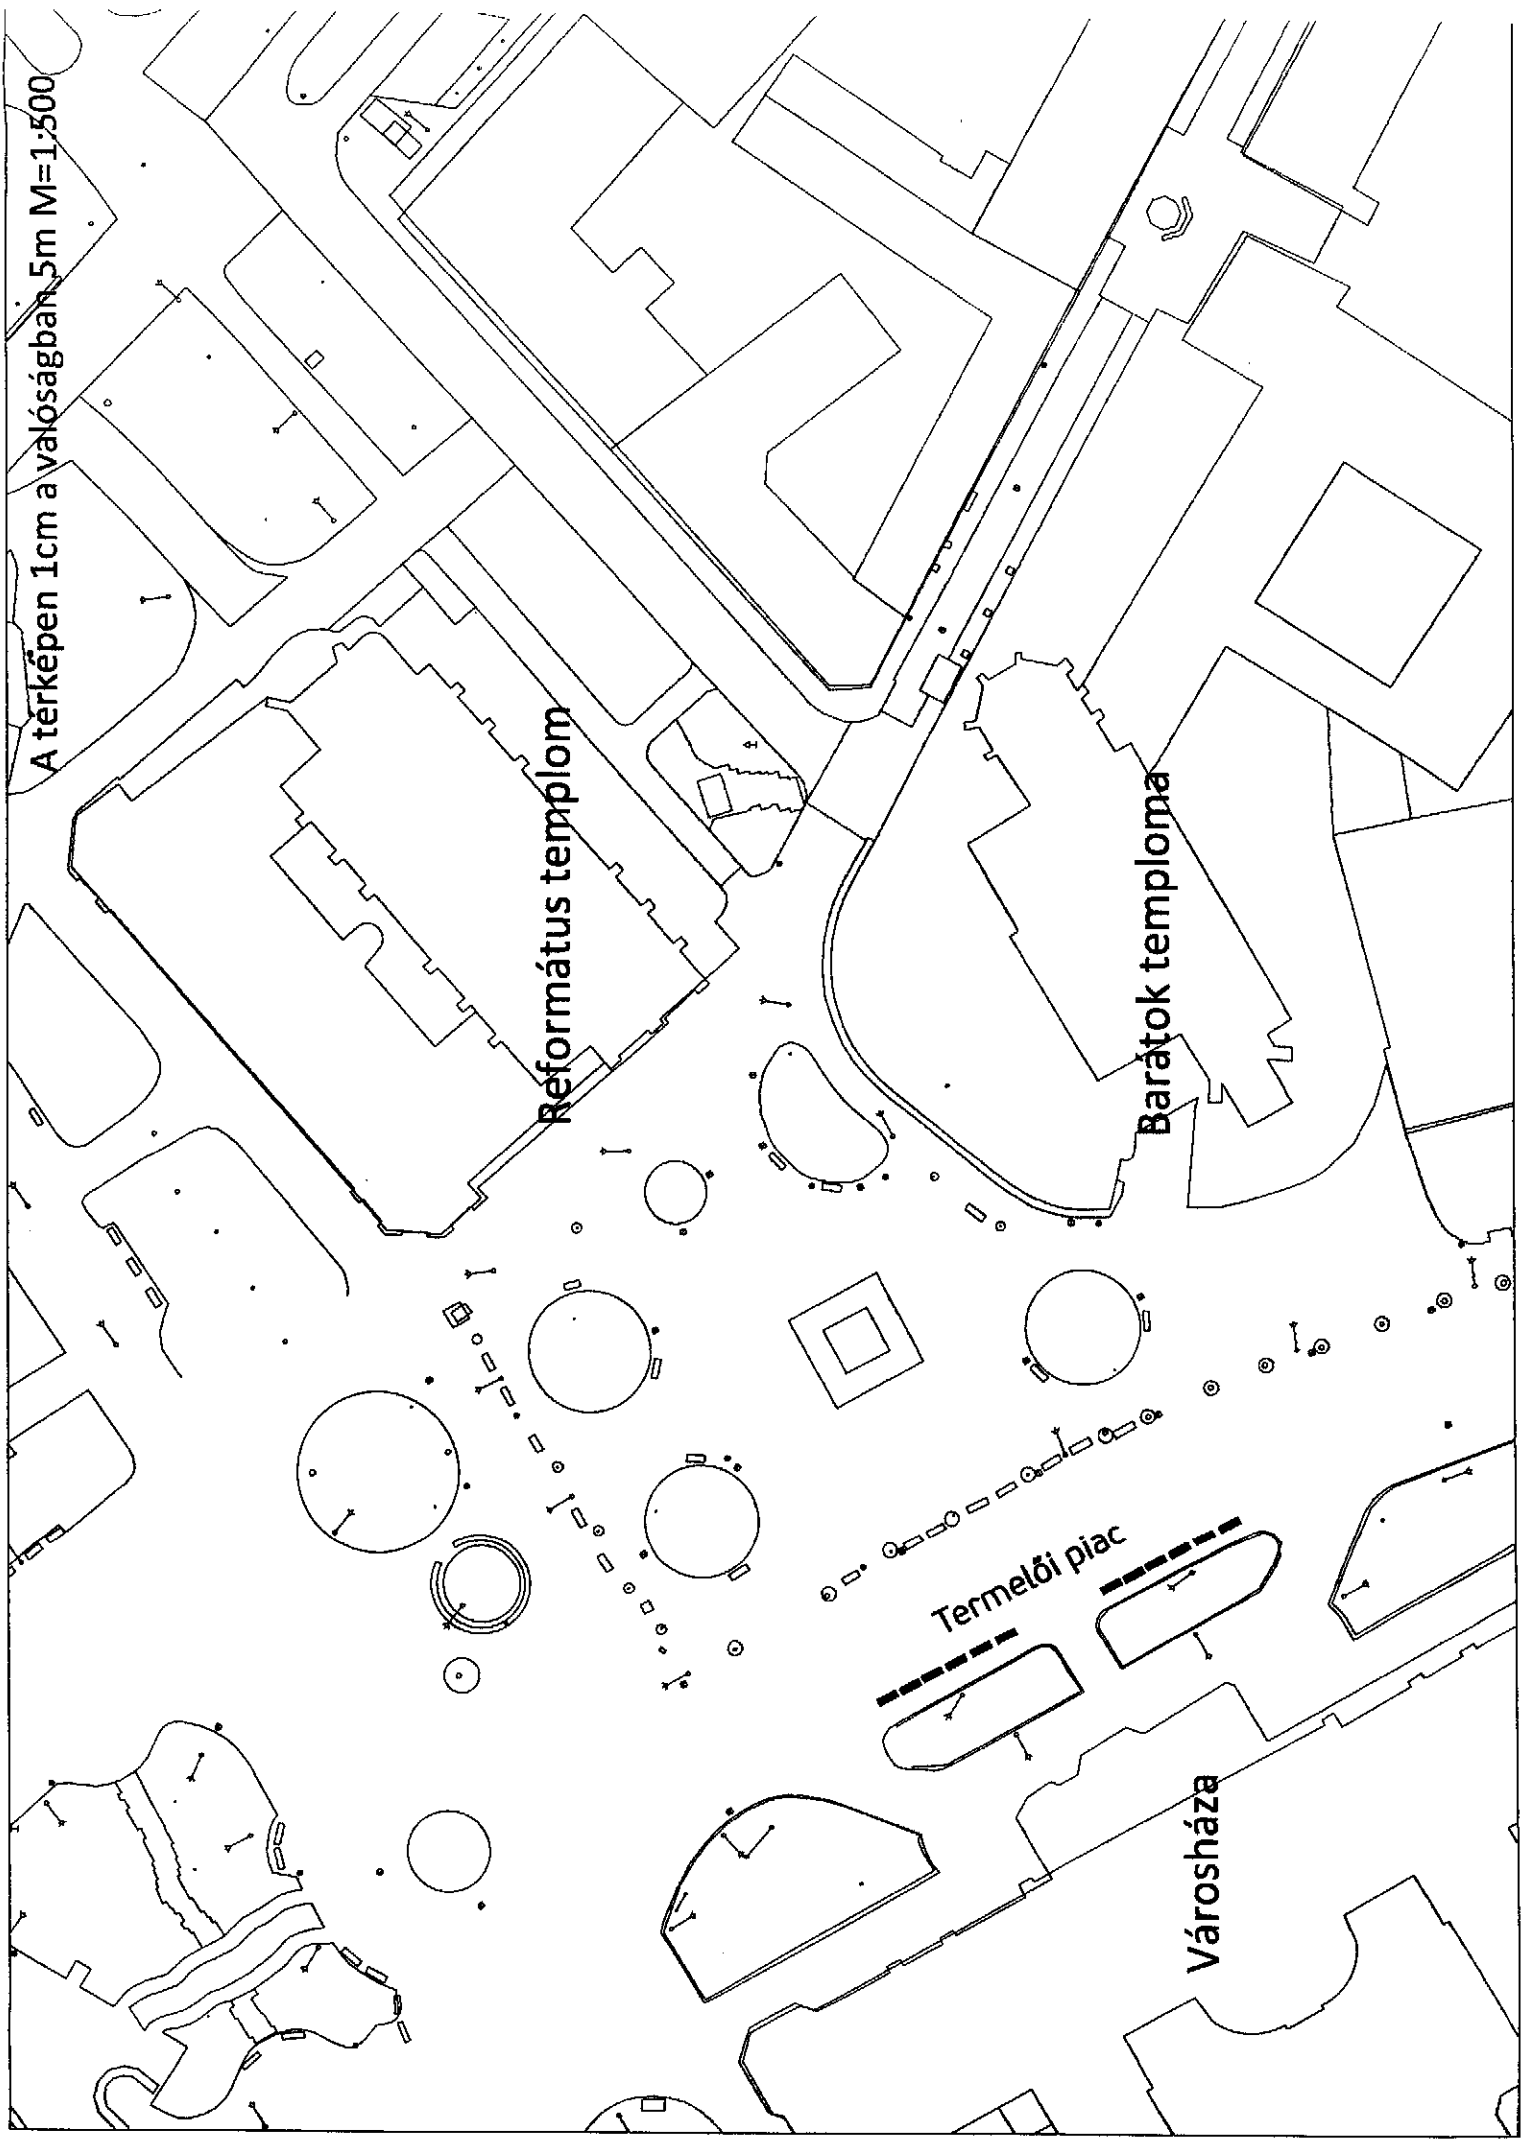 A térképen 1cm a valóságban 5m M=1:500
Református templom
Barátok temploma
Termelői piac
Városháza